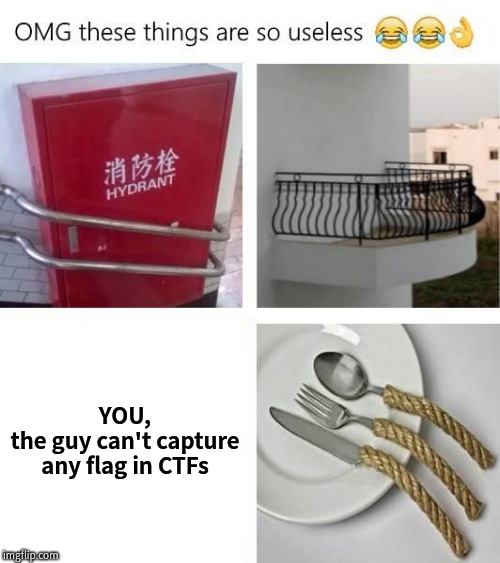 OMG these things are so useless 😂😂👌
消防栓
HYDRANT
YOU,
the guy can't capture
any flag in CTFs
imgflip.com